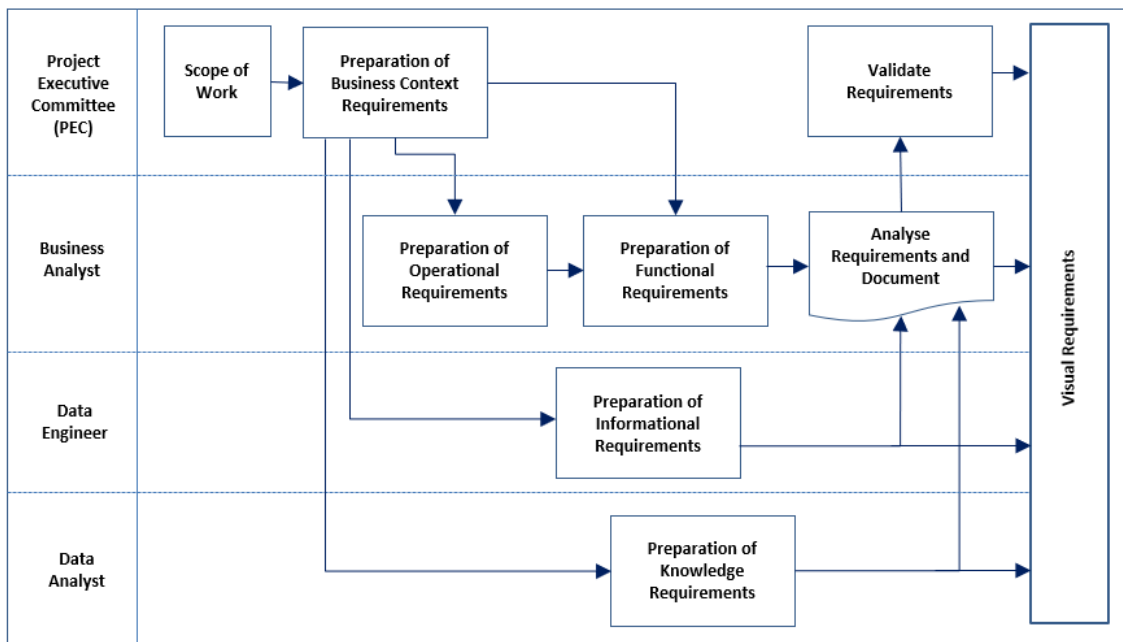 Project
Executive
Committee
(PEC)
Scope of
Work
Preparation of
Business Context
Requirements
Validate
Requirements
Business
Analyst
Preparation of
Operational
Requirements
Preparation of
Functional
Requirements
Analyse
Requirements and
Document
Data
Engineer
Preparation of
Informational
Requirements
Data
Analyst
Preparation of
Knowledge
Requirements
Visual Requirements